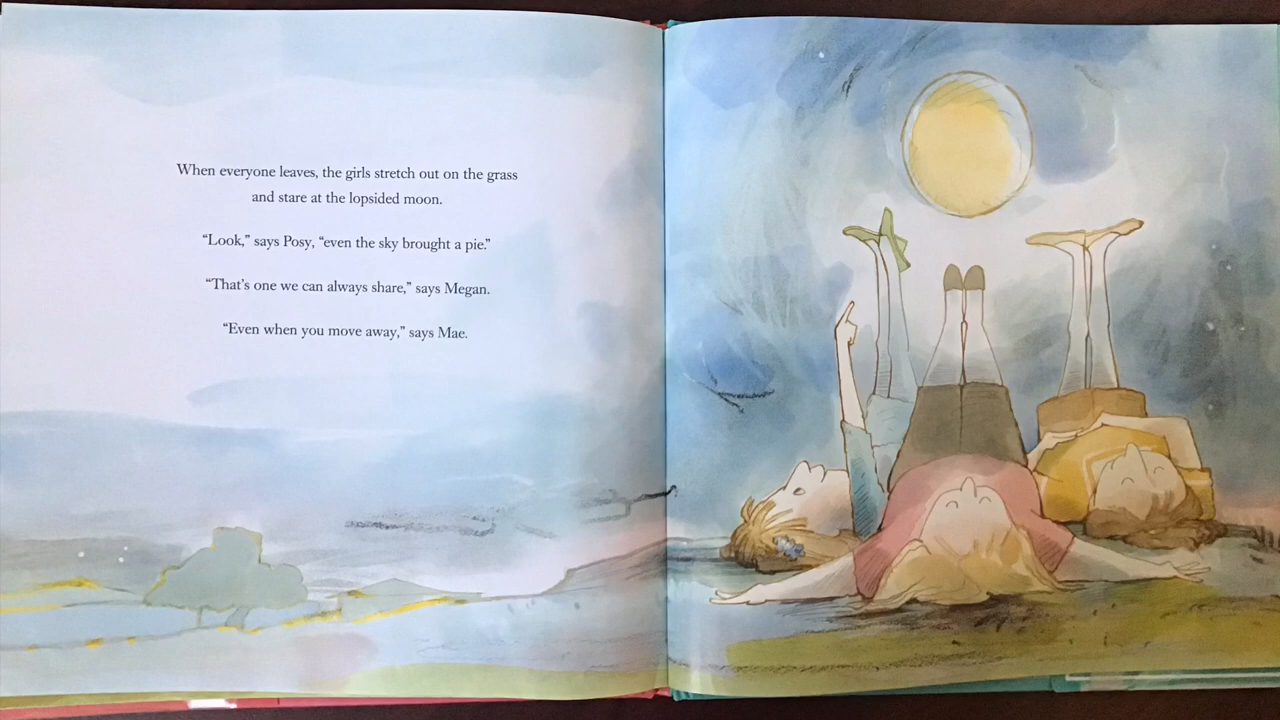 When everyone leaves, the girls stretch out on the grass
and stare at the lopsided moon.
“Look,” says Posy, “even the sky brought a pie.”
“That’s one we can always share,” says Megan.
“Even when you move away,” says Mae.